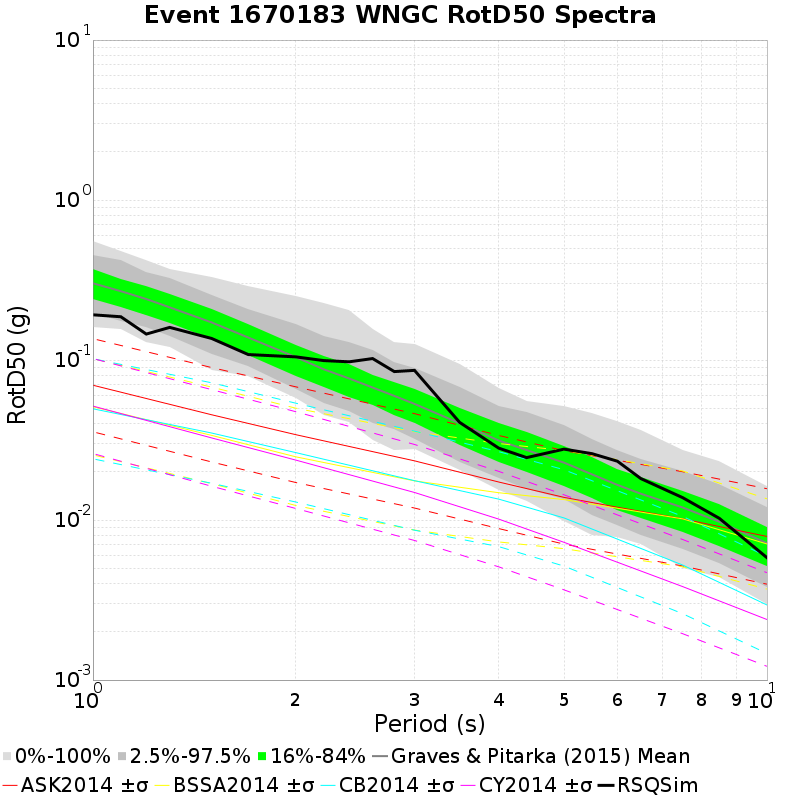 Event 1670183 WNGC RotD50 Spectra
10^1
10^0
10^-1
10^-2
10^-3
RotD50 (g)
10^0 2 3 4 5 6 7 8 9 10^1
Period (s)
0%-100% 2.5%-97.5% 16%-84% Graves & Pitarka (2015) Mean
ASK2014 ±σ BSSA2014 ±σ CB2014 ±σ CY2014 ±σ RSQSim